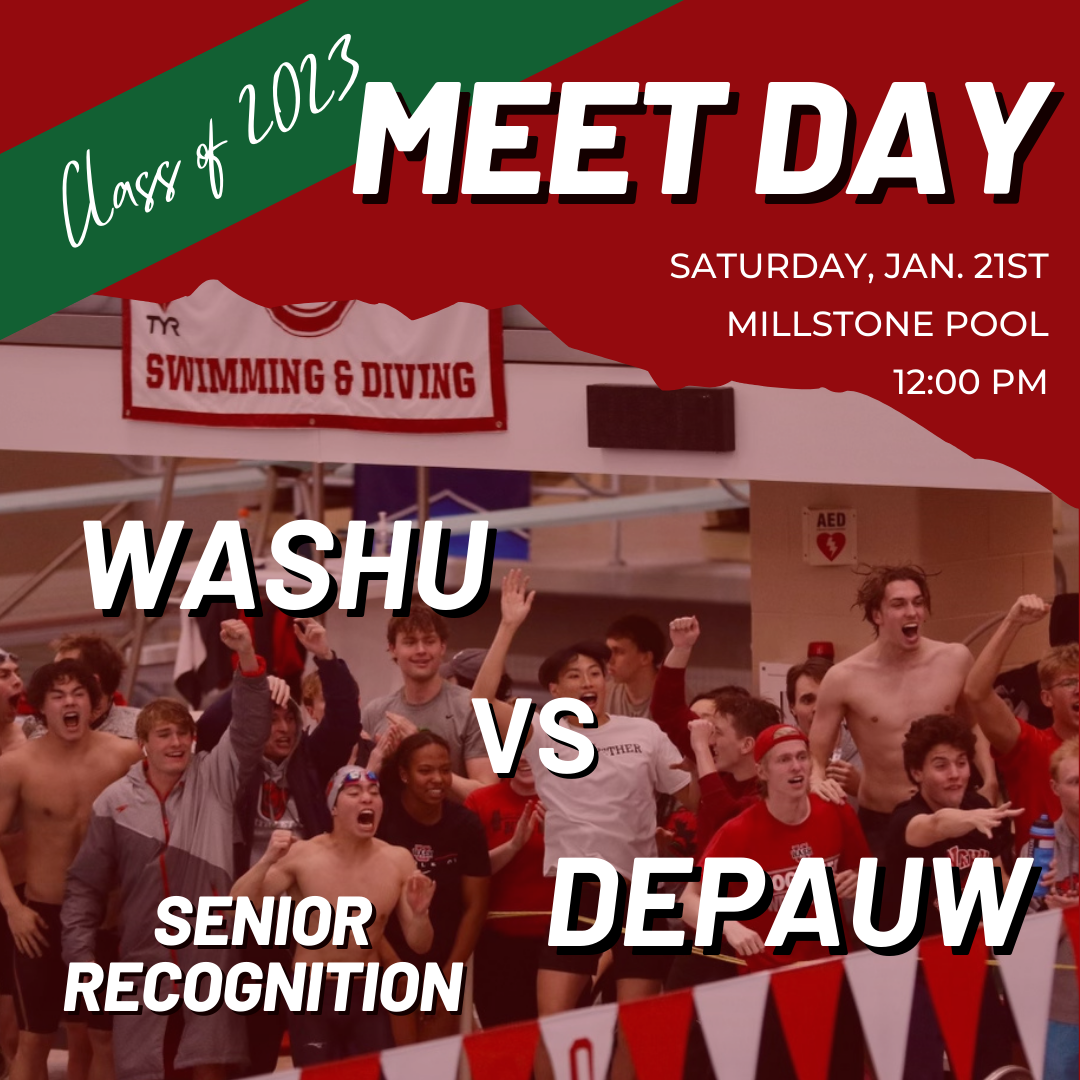 Class of 2023
MEET DAY
SATURDAY, JAN. 21ST
MILLSTONE POOL
12:00 PM
TYR
SWIMMING & DIVING
AED
WASHU
VS
THER
DEPAUW
SENIOR
RECOGNITION